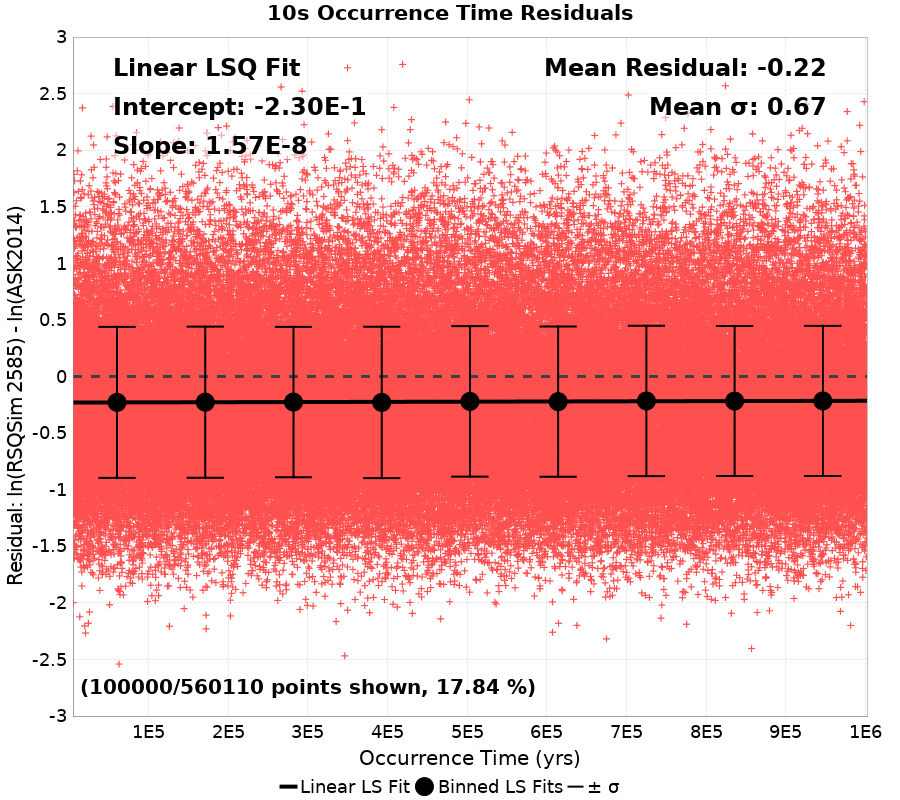 10s Occurrence Time Residuals
Linear LSQ Fit
Intercept: -2.30E-1
Slope: 1.57E-8
Mean Residual: -0.22
Mean σ: 0.67
Residual: ln(RSQSim 2585) - ln(ASK2014)
3
2.5
2
1.5
1
0.5
0
-0.5
-1
-1.5
-2
-2.5
-3
(100000/560110 points shown, 17.84 %)
1E5 2E5 3E5 4E5 5E5 6E5 7E5 8E5 9E5 1E6
Occurrence Time (yrs)
Linear LS Fit Binned LS Fits ± σ